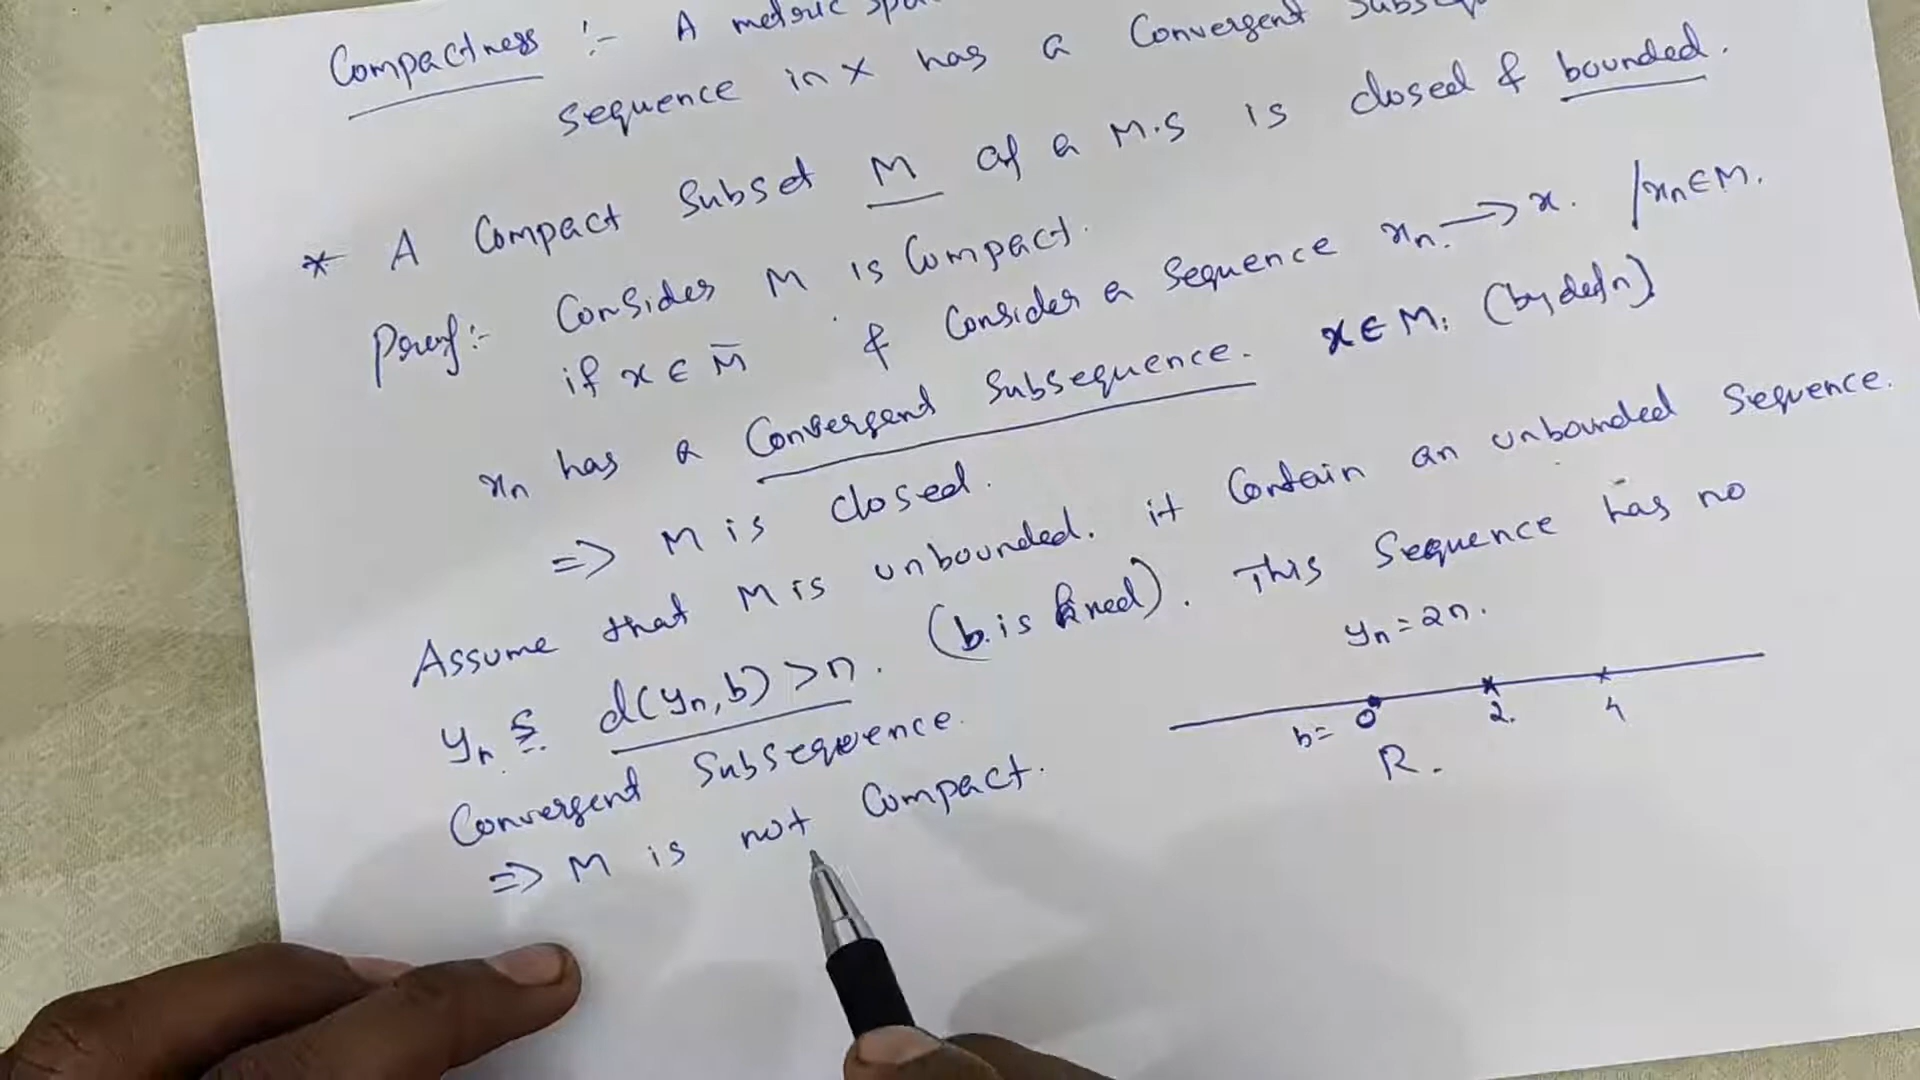 Compactness :- A metric
sequence in X has a Convergent
* A Compact Subset M of a M.S is closed & bounded.
Proof:- Consider M is Compact.
if x ∈ M̄ & Consider a Sequence xn → x. /xn∈M.
xn has a Convergent Subsequence. x∈M. (by defn)
=> M is closed.
Assume that M is unbounded. it Contain an unbounded Sequence.
yn d(yn,b) >n. (b is fixed). This Sequence has no
Convergent Subsequence.
=> M is not Compact.
yn = 2n.
b= 0 2. 4
R.